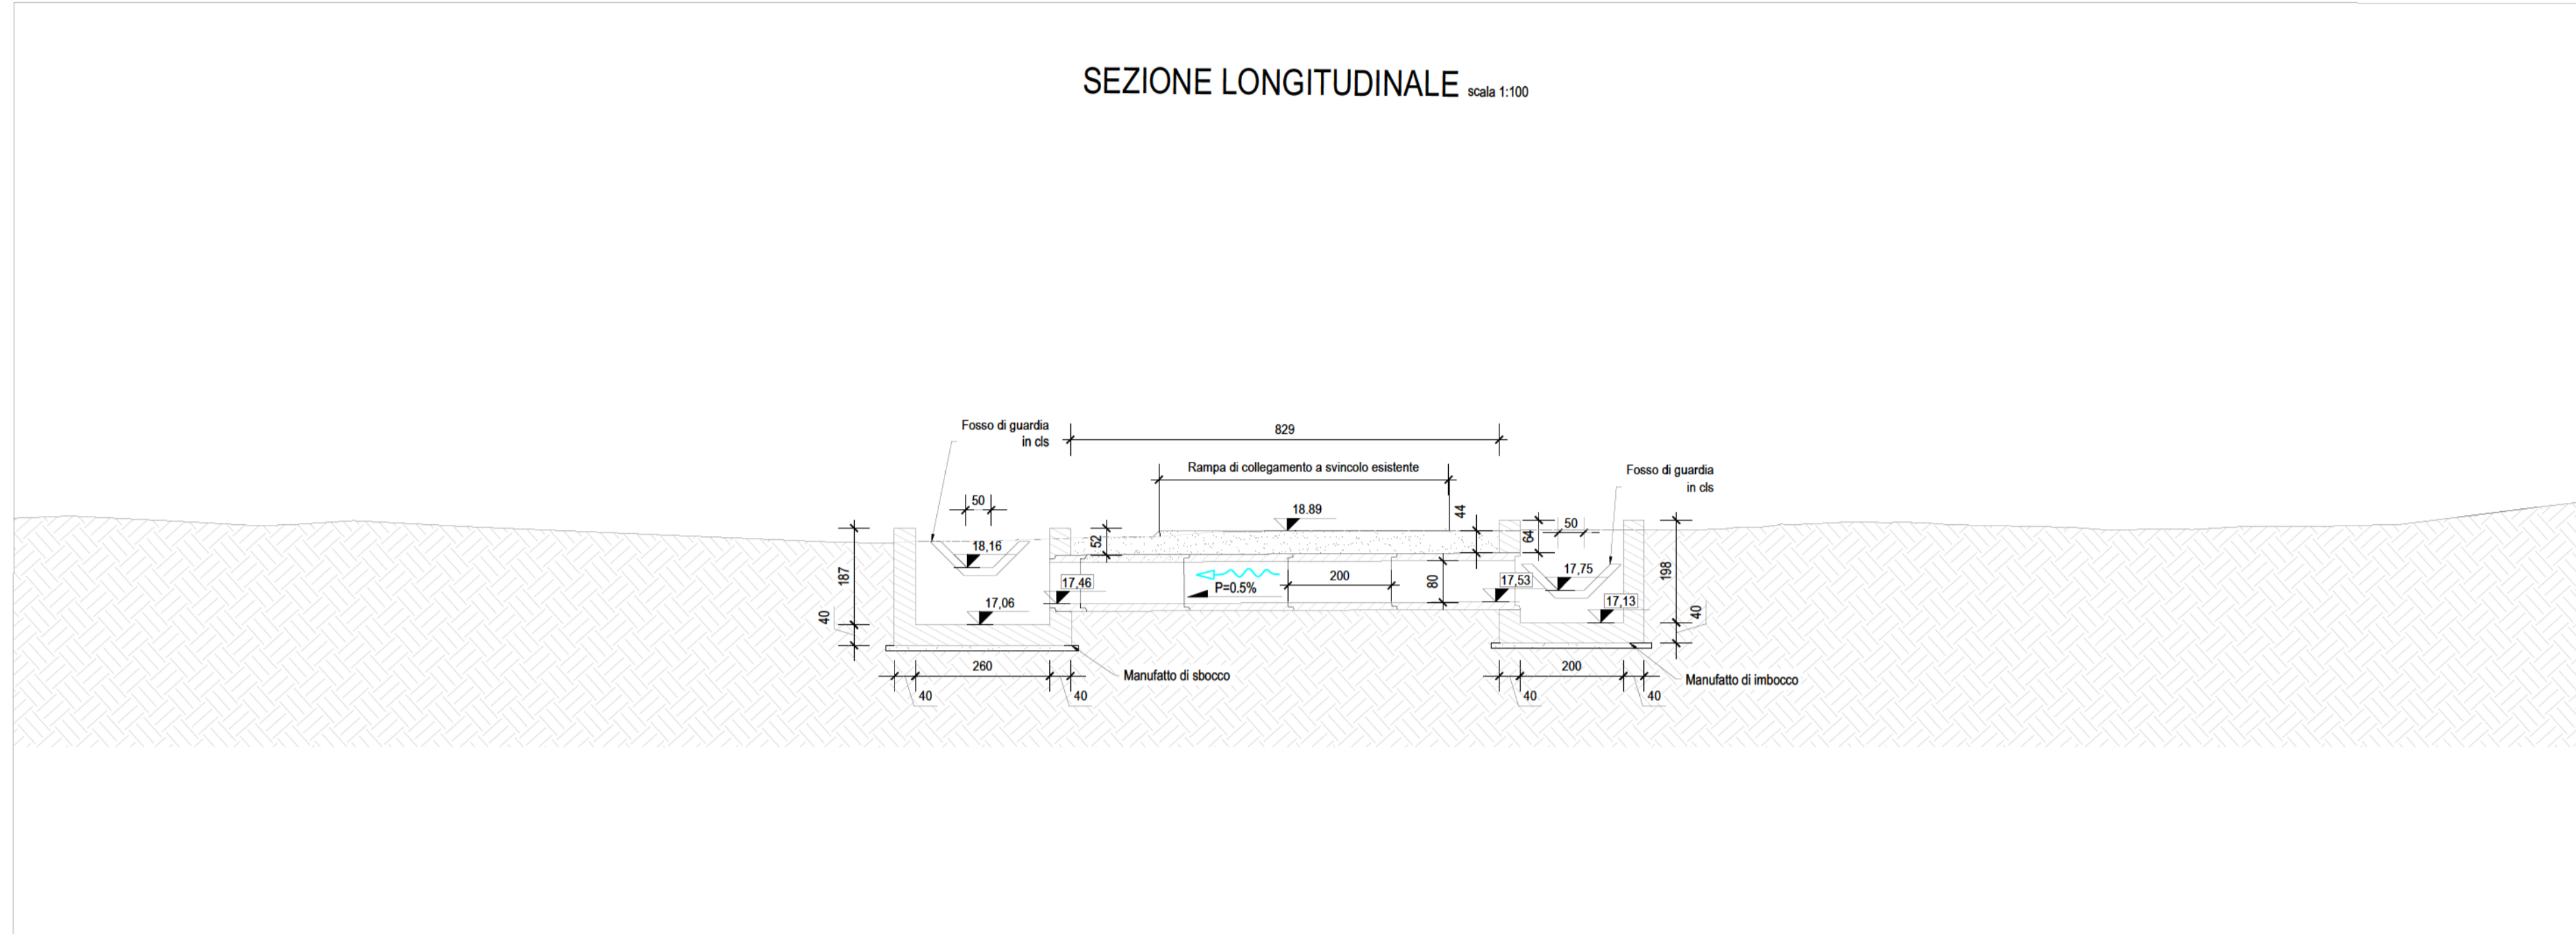 SEZIONE LONGITUDINALE scala 1:100
Fosso di guardia
in cls
829
Rampa di collegamento a svincolo esistente
Fosso di guardia
in cls
50
18.89
44
50
52
64
18,16
187
17,46
P=0.5%
200
80
17,53
17,75
198
17,06
17,13
40
40
260
Manufatto di sbocco
200
Manufatto di imbocco
40
40
40
40